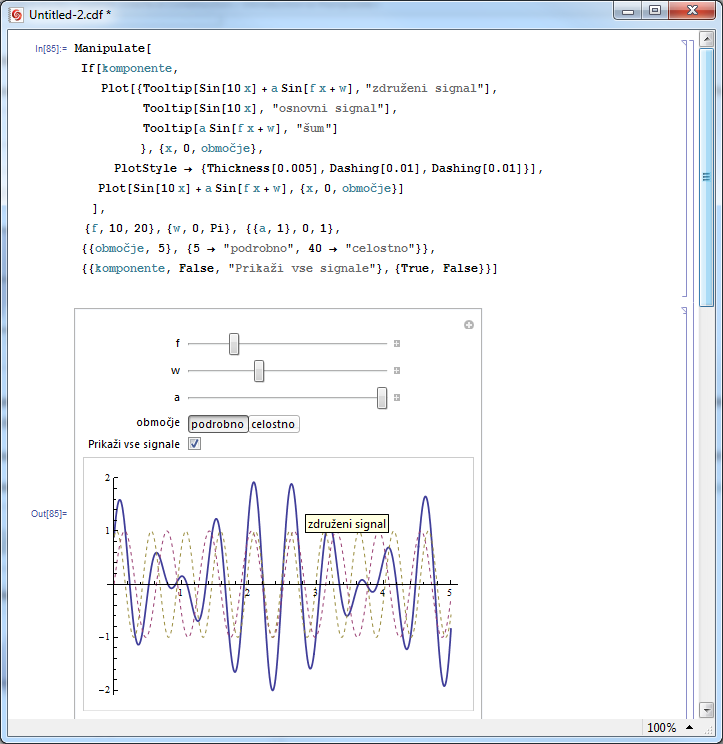 Untitled-2.cdf *
In[85]:= Manipulate[
If[komponente,
Plot[{Tooltip[Sin[10 x] + a Sin[f x + w], "združeni signal"],
Tooltip[Sin[10 x], "osnovni signal"],
Tooltip[a Sin[f x + w], "šum"]
}, {x, 0, območje},
PlotStyle → {Thickness[0.005], Dashing[0.01], Dashing[0.01]}],
Plot[Sin[10 x] + a Sin[f x + w], {x, 0, območje}]
],
{f, 10, 20}, {w, 0, Pi}, {{a, 1}, 0, 1},
{{območje, 5}, {5 → "podrobno", 40 → "celostno"}},
{{komponente, False, "Prikaži vse signale"}, {True, False}}]
f
w
a
območje podrobno celostno
Prikaži vse signale
Out[85]=
2
združeni signal
1
1 2 3 4 5
-1
-2
100%